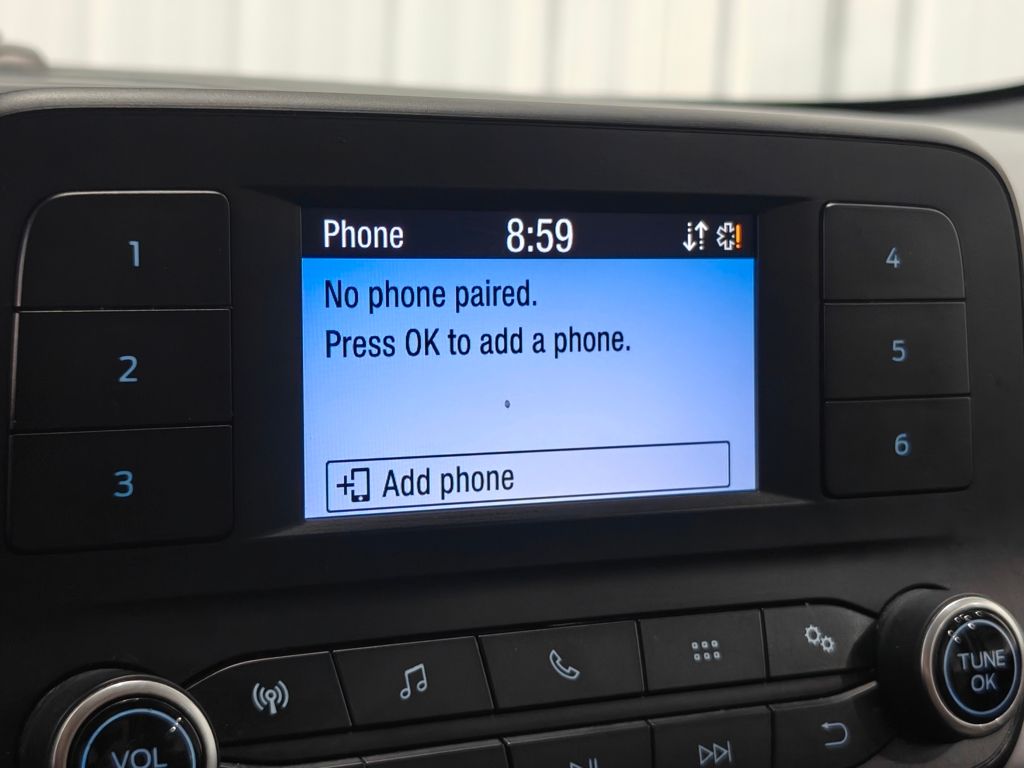 1
2
3
Phone 8:59
No phone paired.
Press OK to add a phone.
Add phone
4
5
6
VOL
TUNE
OK